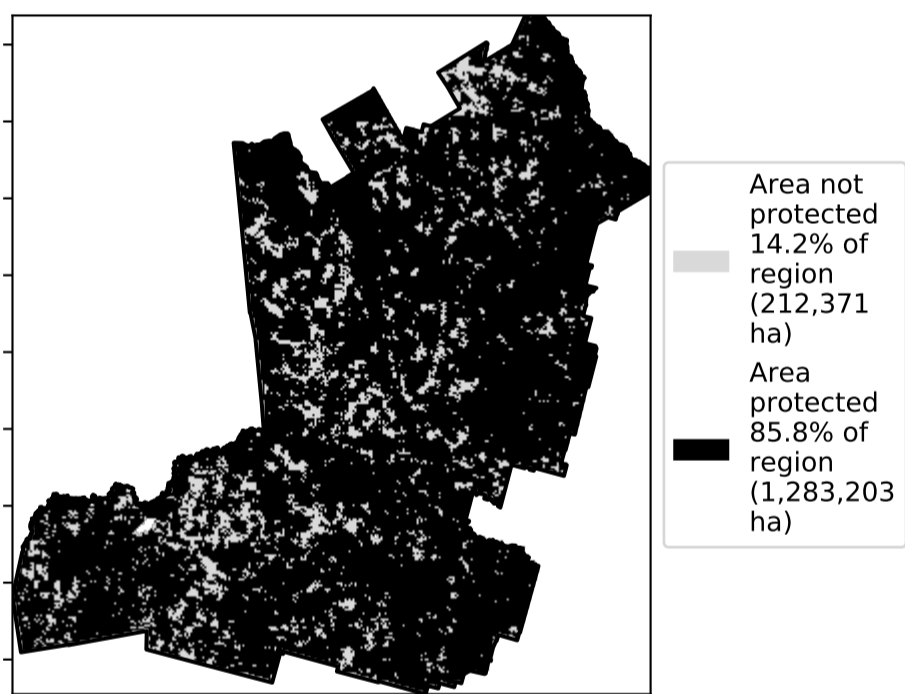 Area not
protected
14.2% of
region
(212,371
ha)
Area
protected
85.8% of
region
(1,283,203
ha)